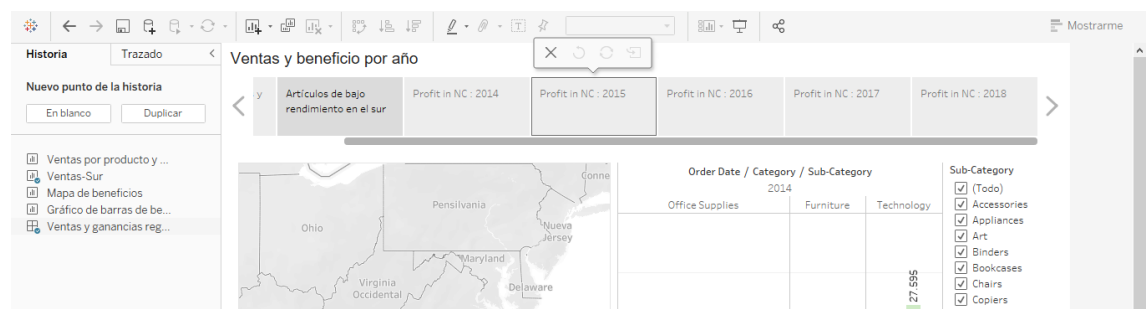 Mostrarme
Historia
Trazado
Ventas y beneficio por año
Nuevo punto de la historia
En blanco
Duplicar
y
Artículos de bajo
rendimiento en el sur
Profit in NC : 2014
Profit in NC : 2015
Profit in NC : 2016
Profit in NC : 2017
Profit in NC : 2018
Ventas por producto y ...
Ventas-Sur
Mapa de beneficios
Gráfico de barras de be...
Ventas y ganancias reg...
Conne
Pensilvania
Ohio
Nueva
Jersey
Maryland
Virginia
Occidental
Delaware
Order Date / Category / Sub-Category
2014
Office Supplies
Furniture
Technology
27.595
Sub-Category
(Todo)
Accessories
Appliances
Art
Binders
Bookcases
Chairs
Copiers